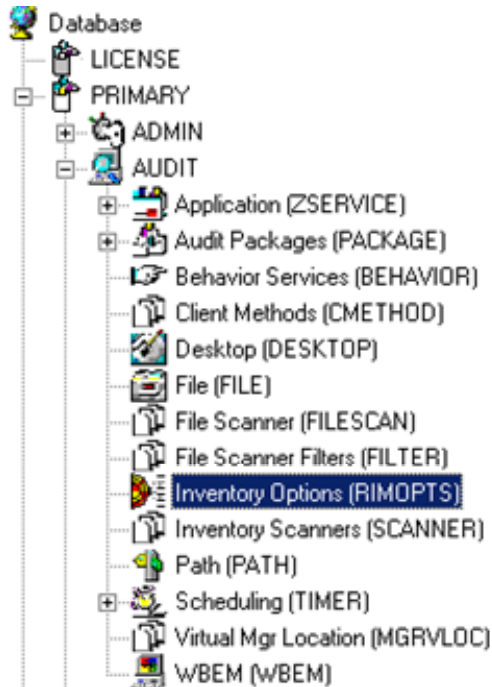 Database
LICENSE
PRIMARY
ADMIN
AUDIT
Application (ZSERVICE)
Audit Packages (PACKAGE)
Behavior Services (BEHAVIOR)
Client Methods (CMETHOD)
Desktop (DESKTOP)
File (FILE)
File Scanner (FILESCAN)
File Scanner Filters (FILTER)
Inventory Options (RIMOPTS)
Inventory Scanners (SCANNER)
Path (PATH)
Scheduling (TIMER)
Virtual Mgr Location (MGRVLOC)
WBEM (WBEM)